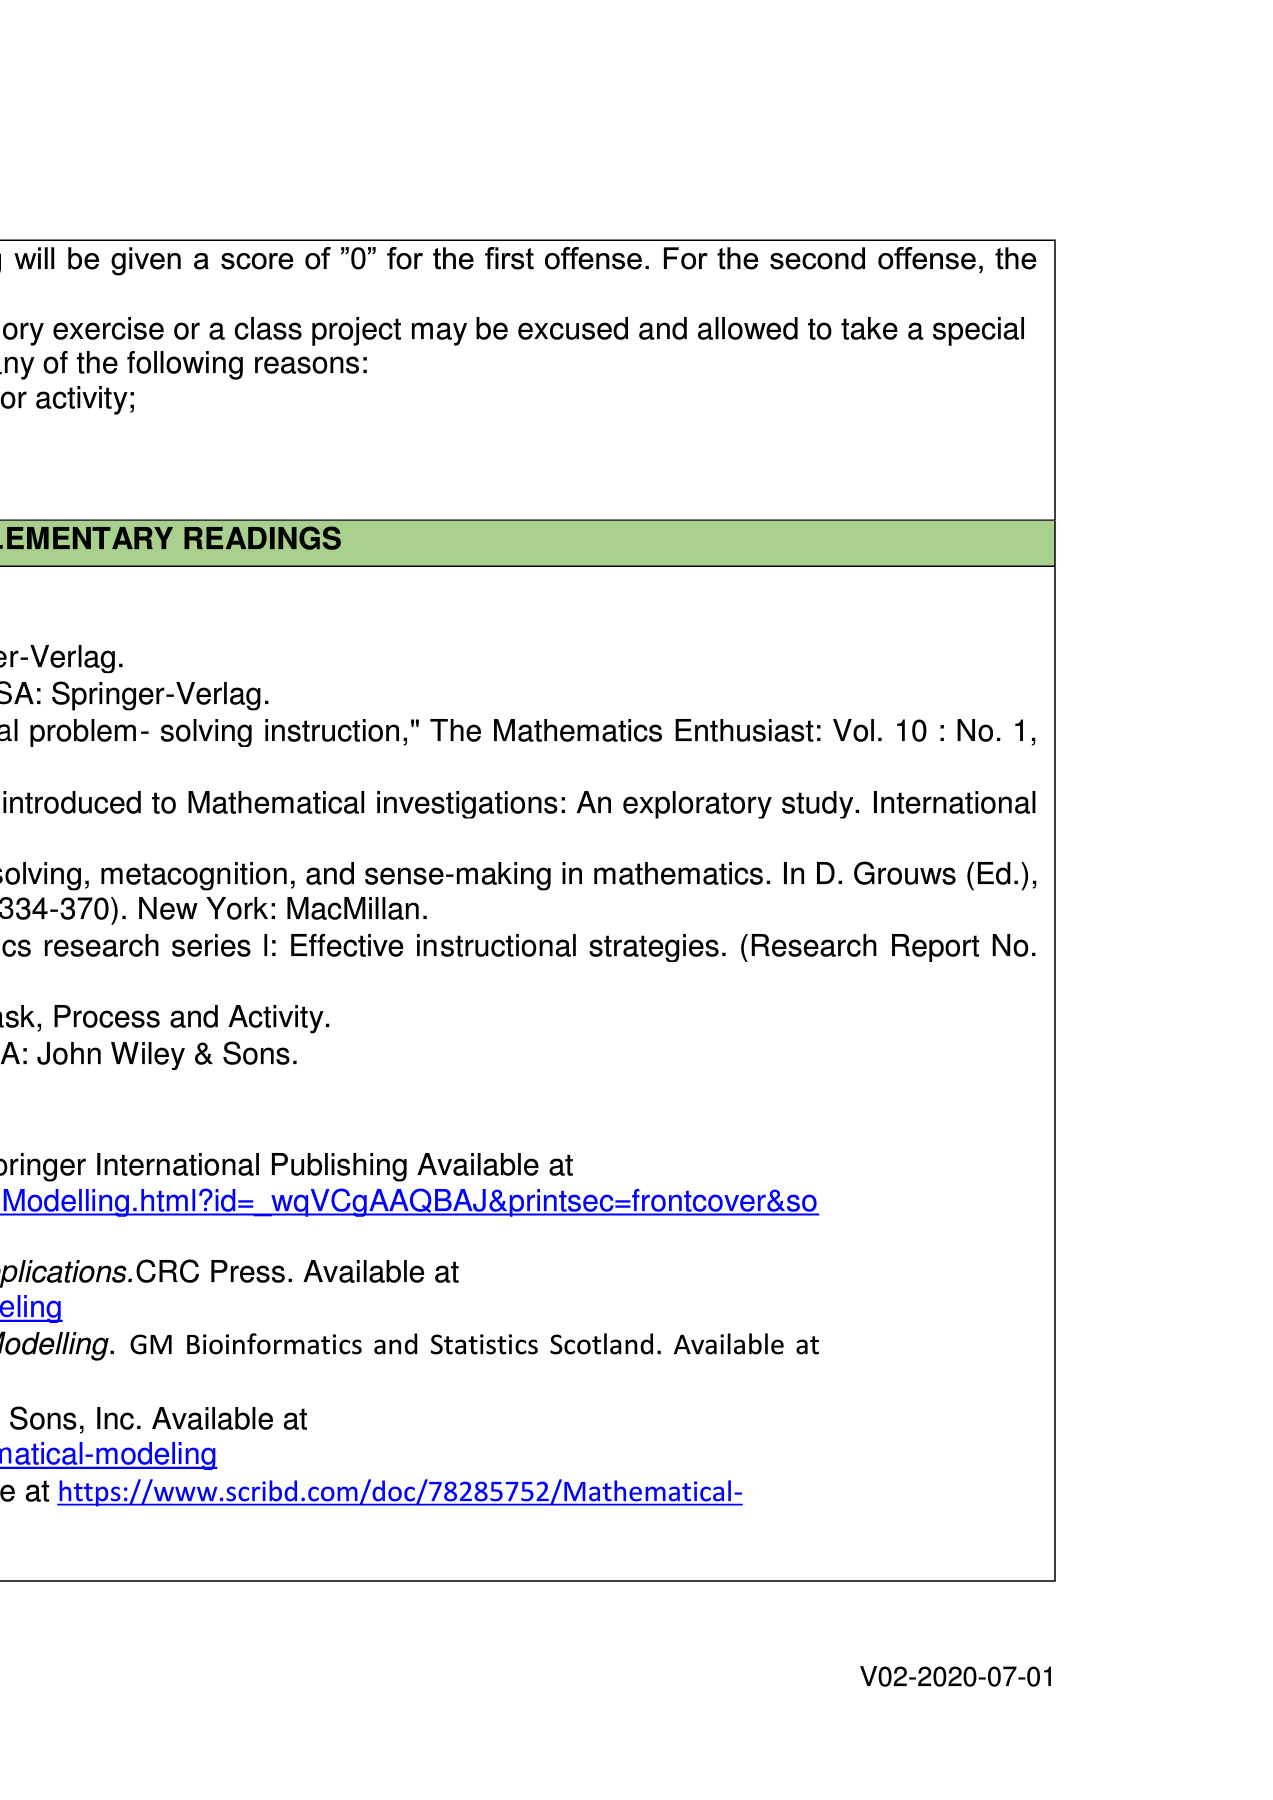 will be given a score of ”0” for the first offense. For the second offense, the
ory exercise or a class project may be excused and allowed to take a special
any of the following reasons:
or activity;
LEMENTARY READINGS
er-Verlag.
SA: Springer-Verlag.
al problem- solving instruction," The Mathematics Enthusiast: Vol. 10 : No. 1,
introduced to Mathematical investigations: An exploratory study. International
solving, metacognition, and sense-making in mathematics. In D. Grouws (Ed.),
334-370). New York: MacMillan.
cs research series I: Effective instructional strategies. (Research Report No.
ask, Process and Activity.
A: John Wiley & Sons.
pringer International Publishing Available at
Modelling.html?id=_wqVCgAAQBAJ&printsec=frontcover&so
plications.CRC Press. Available at
eling
Modelling. GM Bioinformatics and Statistics Scotland. Available at
Sons, Inc. Available at
matical-modeling
e at https://www.scribd.com/doc/78285752/Mathematical-
V02-2020-07-01